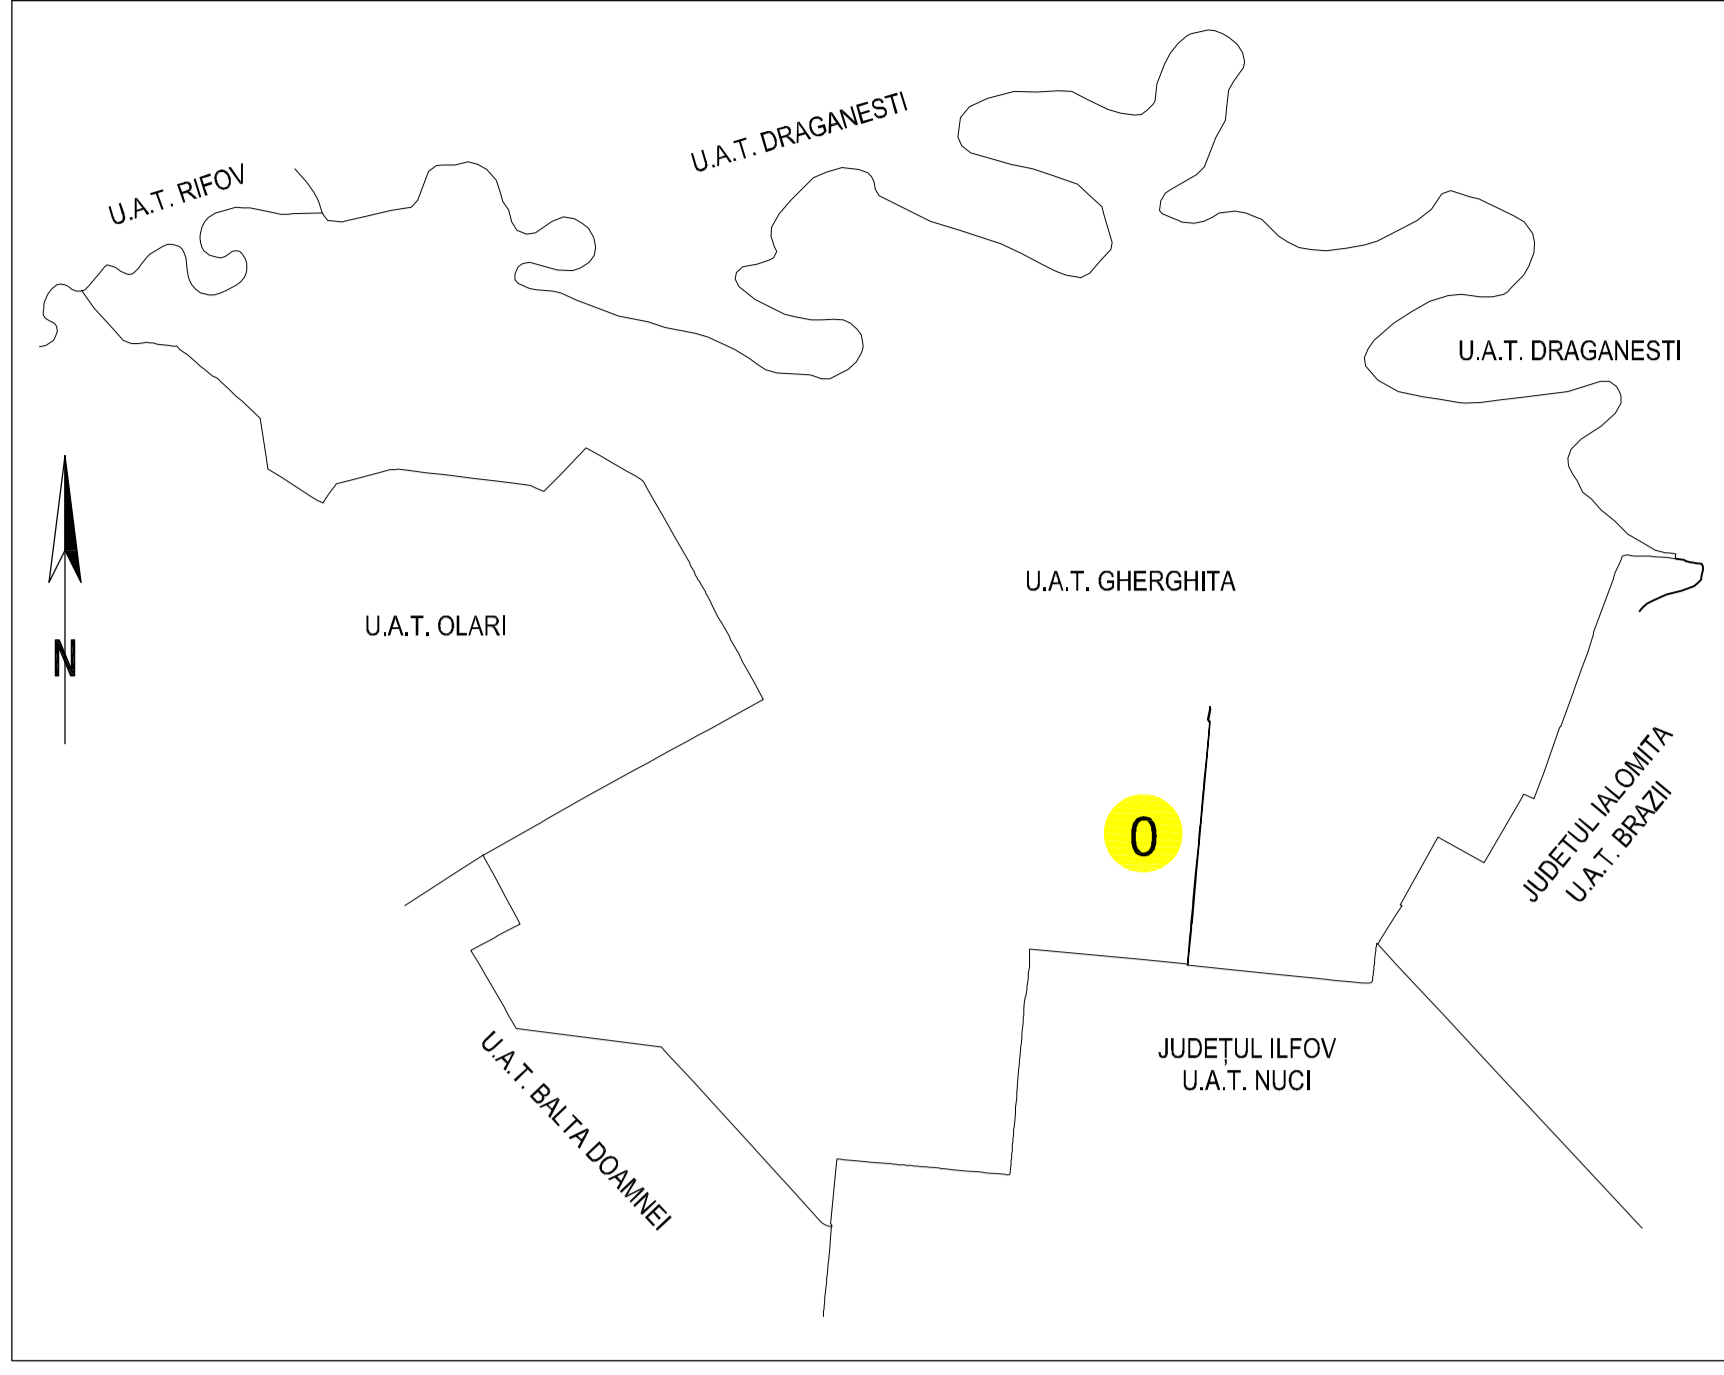 U.A.T. DRAGANESTI
U.A.T. RIFOV
U.A.T. DRAGANESTI
U.A.T. GHERGHITA
U.A.T. OLARI
N
JUDETUL IALOMITA
U.A.T. BRAZII
0
U.A.T. BALTA DOAMNEI
JUDEȚUL ILFOV
U.A.T. NUCI